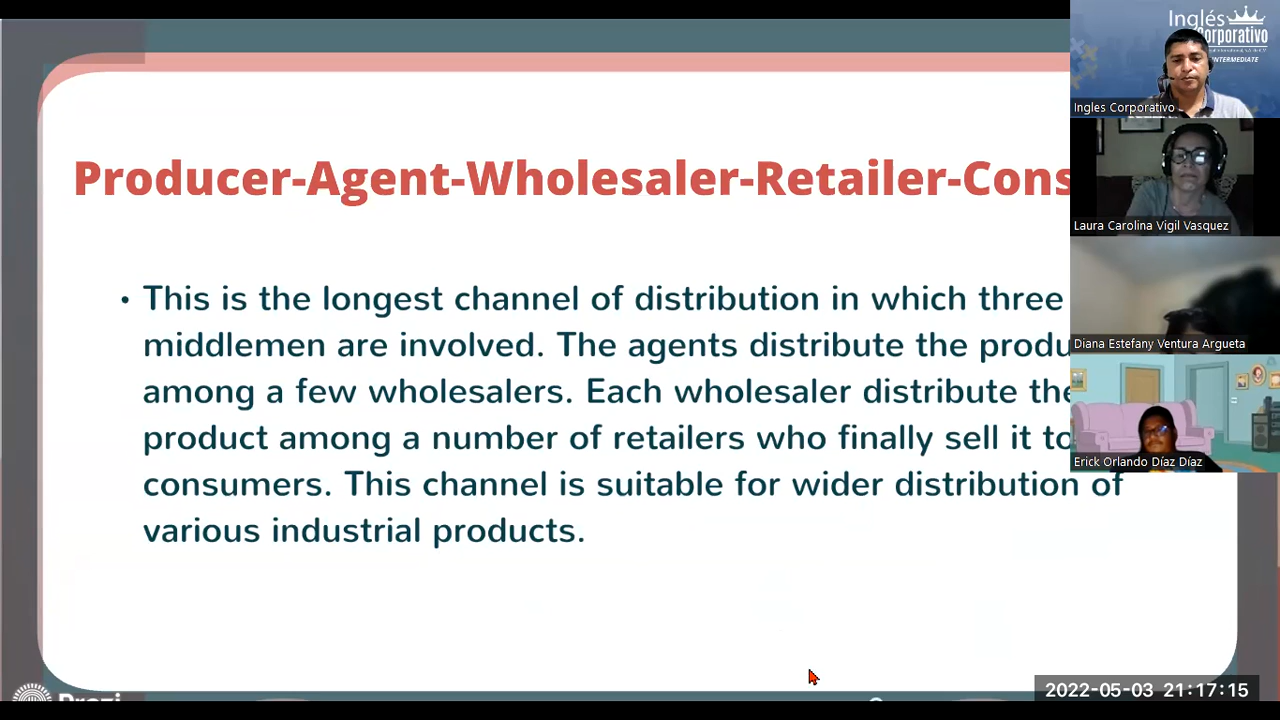 Producer-Agent-Wholesaler-Retailer-Cons
• This is the longest channel of distribution in which three
middlemen are involved. The agents distribute the produ
among a few wholesalers. Each wholesaler distribute the
product among a number of retailers who finally sell it to
consumers. This channel is suitable for wider distribution of
various industrial products.
Prezi
Inglés
Corporativo
INTERMEDIATE
Ingles Corporativo
Laura Carolina Vigil Vasquez
Diana Estefany Ventura Argueta
Erick Orlando Díaz Díaz
2022-05-03 21:17:15